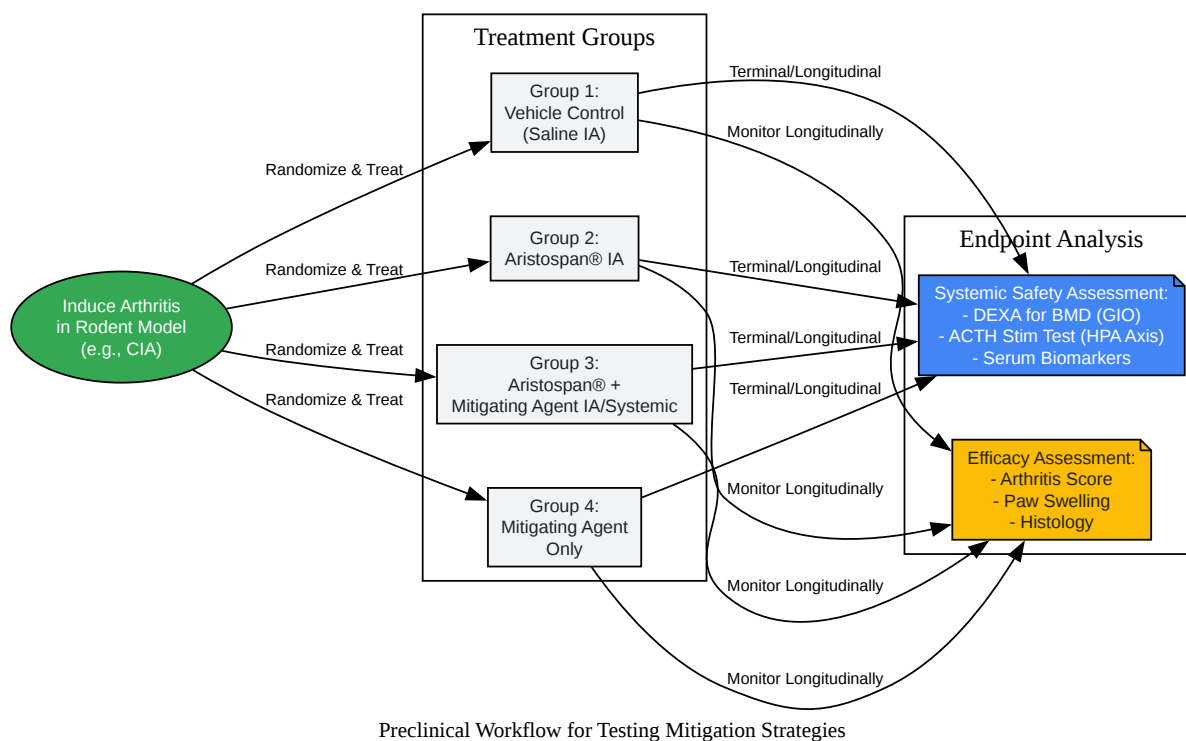 Treatment Groups
Group 1:
Vehicle Control
(Saline IA)
Group 2:
Aristospan® IA
Group 3:
Aristospan® +
Mitigating Agent IA/Systemic
Group 4:
Mitigating Agent
Only
Induce Arthritis
in Rodent Model
(e.g., CIA)
Randomize & Treat
Randomize & Treat
Randomize & Treat
Randomize & Treat
Terminal/Longitudinal
Monitor Longitudinally
Terminal/Longitudinal
Terminal/Longitudinal
Terminal/Longitudinal
Monitor Longitudinally
Monitor Longitudinally
Monitor Longitudinally
Endpoint Analysis
Systemic Safety Assessment:
- DEXA for BMD (GIO)
- ACTH Stim Test (HPA Axis)
- Serum Biomarkers
Efficacy Assessment:
- Arthritis Score
- Paw Swelling
- Histology
Preclinical Workflow for Testing Mitigation Strategies